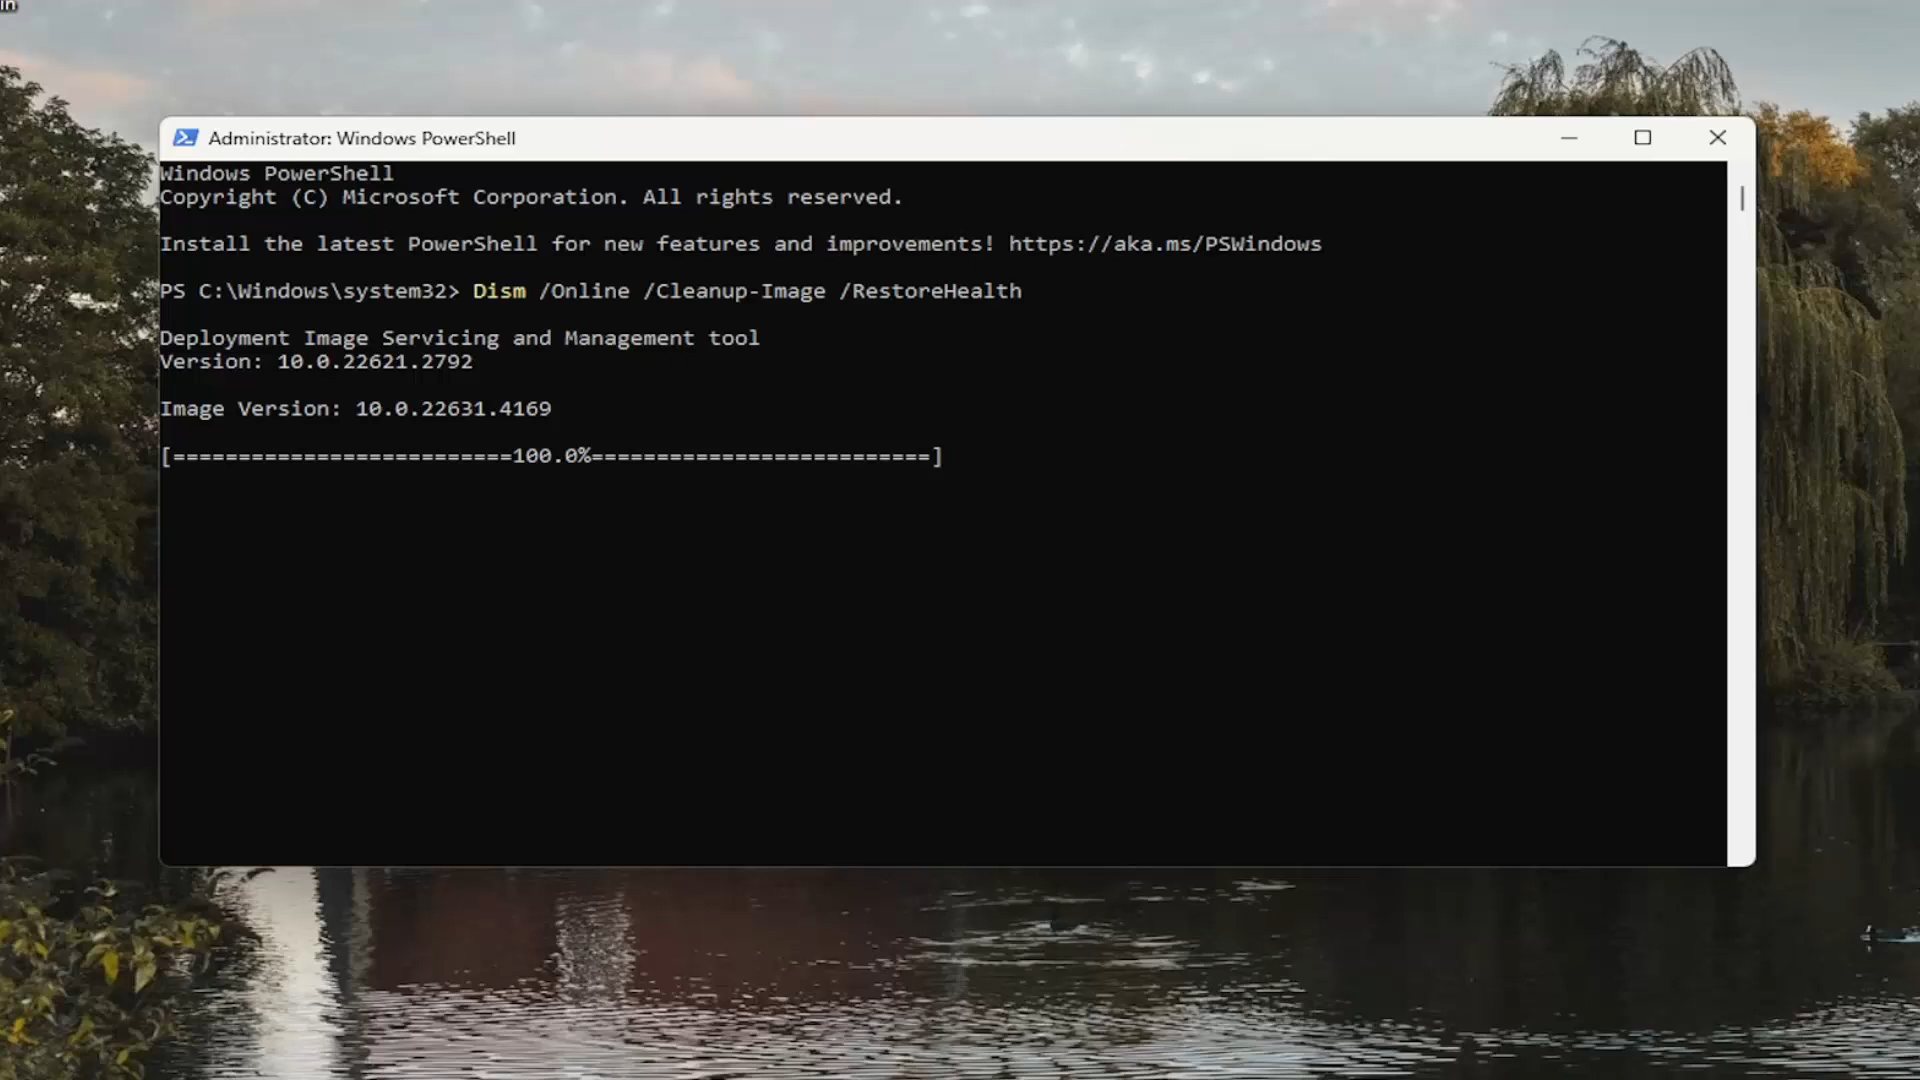 in
Administrator: Windows PowerShell
Windows PowerShell
Copyright (C) Microsoft Corporation. All rights reserved.
Install the latest PowerShell for new features and improvements! https://aka.ms/PSWindows
PS C:\Windows\system32> Dism /Online /Cleanup-Image /RestoreHealth
Deployment Image Servicing and Management tool
Version: 10.0.22621.2792
Image Version: 10.0.22631.4169
[==========================100.0%==========================]